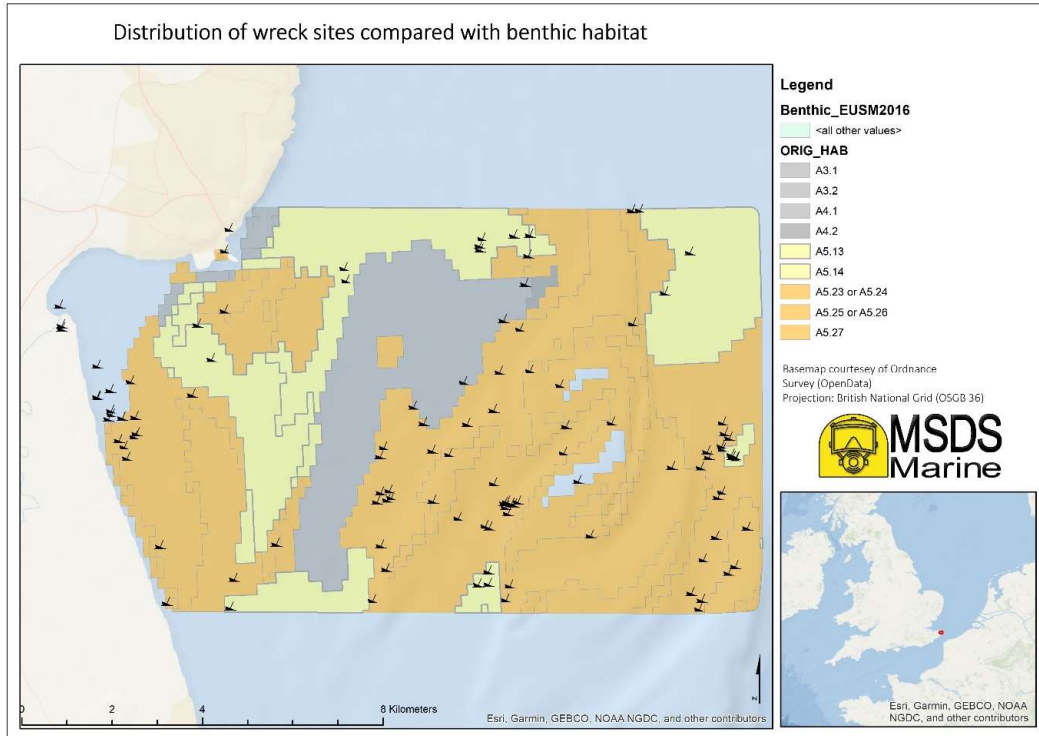 Distribution of wreck sites compared with benthic habitat
Legend
Benthic_EUSM2016
<all other values>
ORIG_HAB
A3.1
A3.2
A4.1
A4.2
A5.13
A5.14
A5.23 or A5.24
A5.25 or A5.26
A5.27
Basemap courtesey of Ordnance
Survey (OpenData)
Projection: British National Grid (OSGB 36)
MSDS
Marine
N
0 2 4 8 Kilometers
Esri, Garmin, GEBCO, NOAA NGDC, and other contributors
Esri, Garmin, GEBCO, NOAA
NGDC, and other contributors